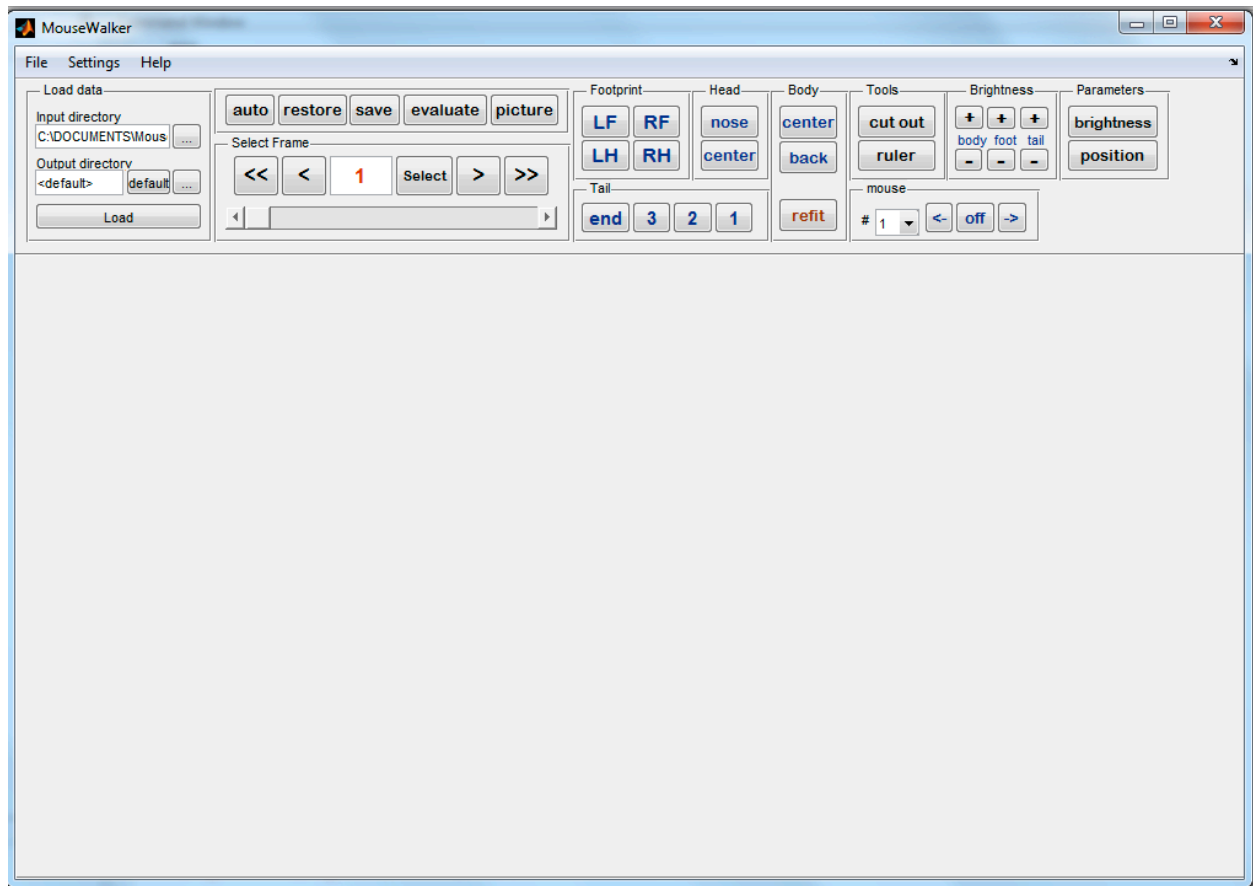 MouseWalker
File Settings Help
Load data
Input directory
C:\DOCUMENTS\Mous ...
Output directory
<default> default ...
Load
auto restore save evaluate picture
Select Frame
<< < 1 Select > >>
Footprint
LF RF
LH RH
Head
nose
center
Body
center
back
refit
Tail
end 3 2 1
Tools
cut out
ruler
Brightness
+ + +
body foot tail
- - -
Parameters
brightness
position
mouse
# 1 <- off ->